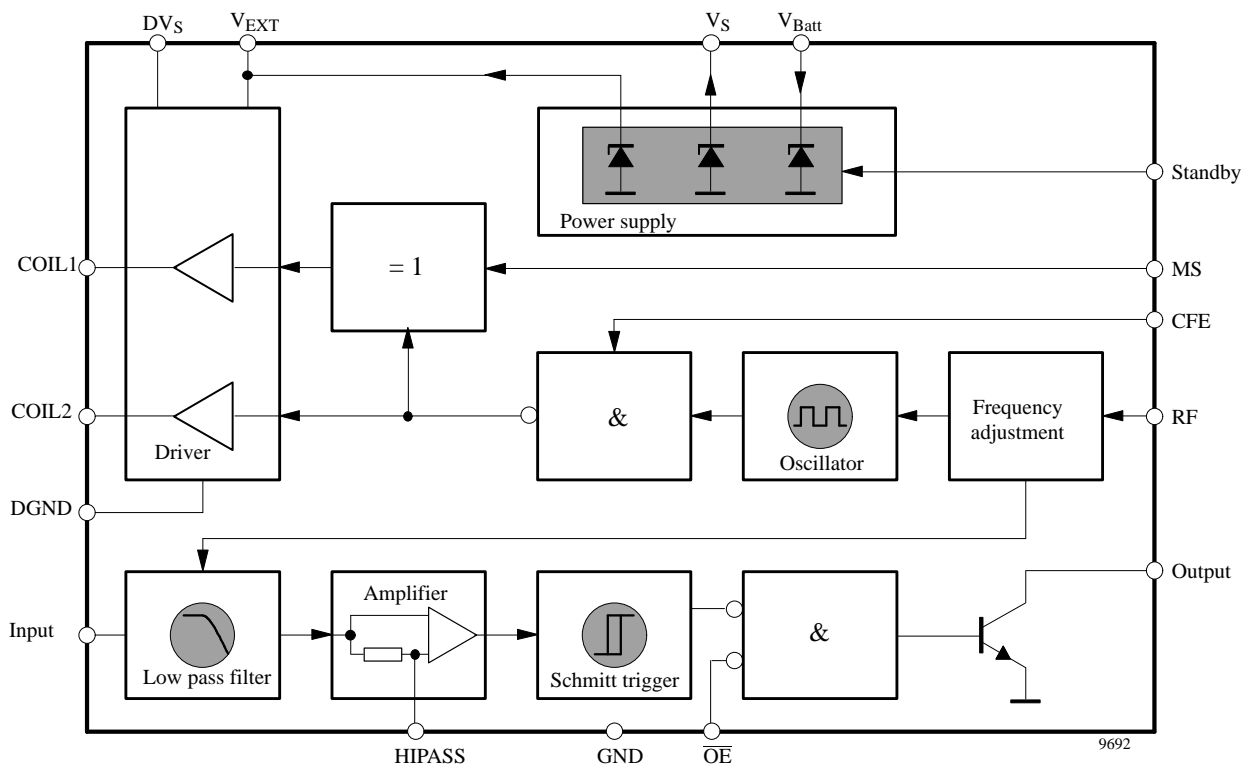 DVS VEXT VS VBatt
Standby
Power supply
COIL1
= 1
MS
CFE
COIL2
Driver
&
Oscillator
Frequency
adjustment
RF
DGND
Output
Input
Low pass filter
Amplifier
Schmitt trigger
&
HIPASS GND O̅E̅
9692